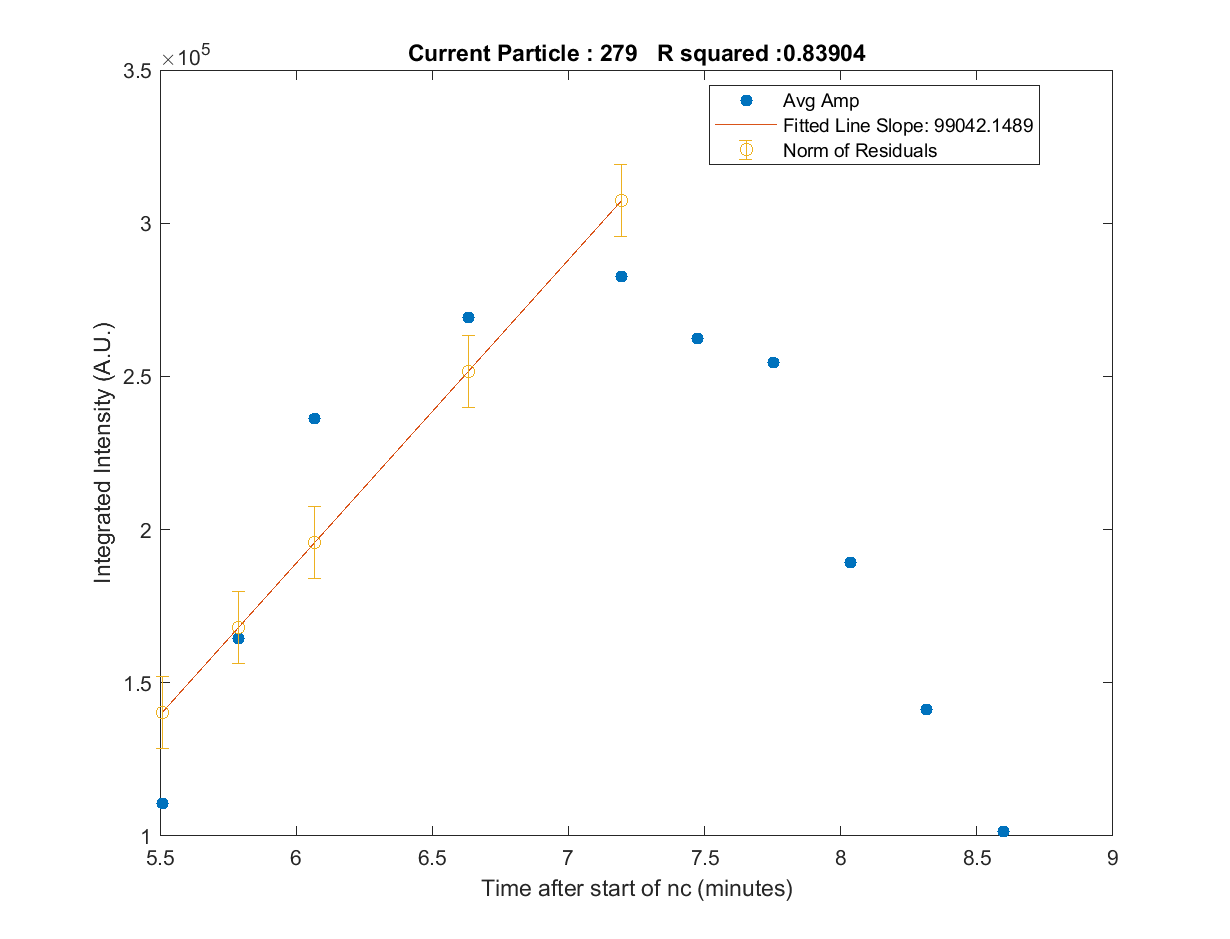 Current Particle : 279   R squared :0.83904
×10^5
3.5
3
2.5
2
1.5
1
Integrated Intensity (A.U.)
Avg Amp
Fitted Line Slope: 99042.1489
Norm of Residuals
5.5 6 6.5 7 7.5 8 8.5 9
Time after start of nc (minutes)